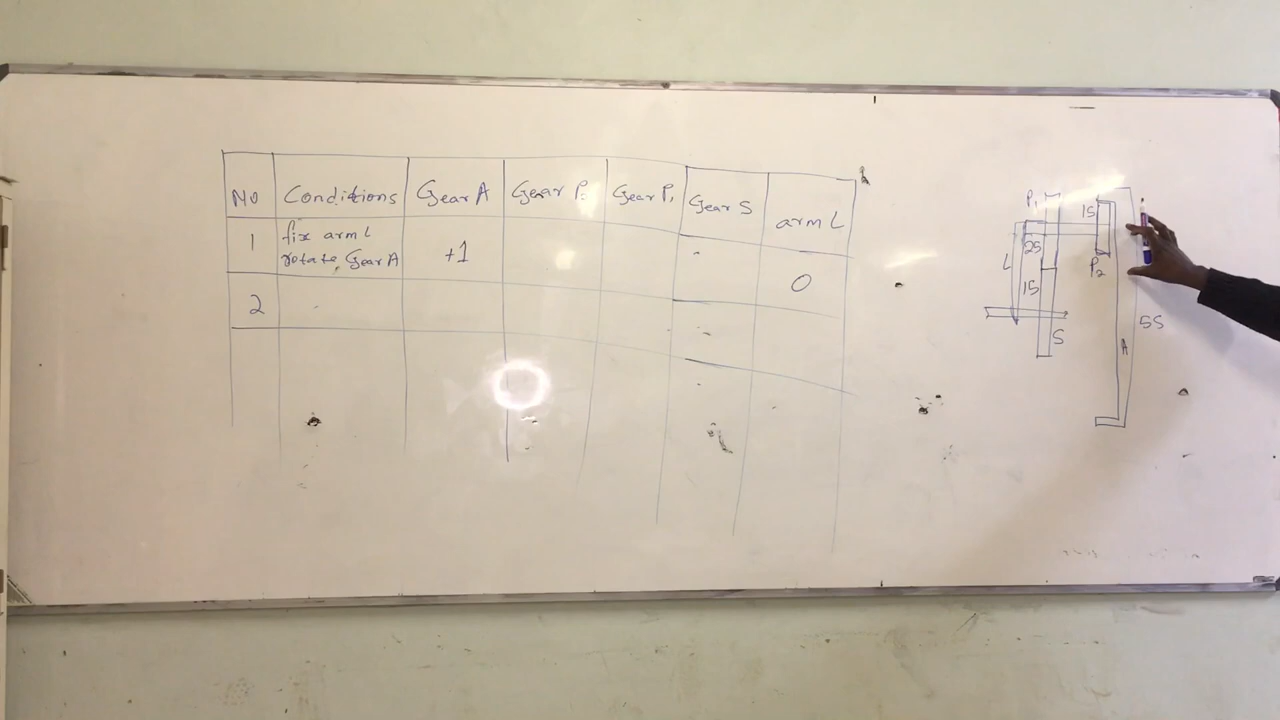 No Conditions Gear A Gear P₂ Gear P₁ Gear S arm L
1 fix arm L
rotate Gear A +1 0
2
P₁ 15
L 25 P₂
15
S A 55